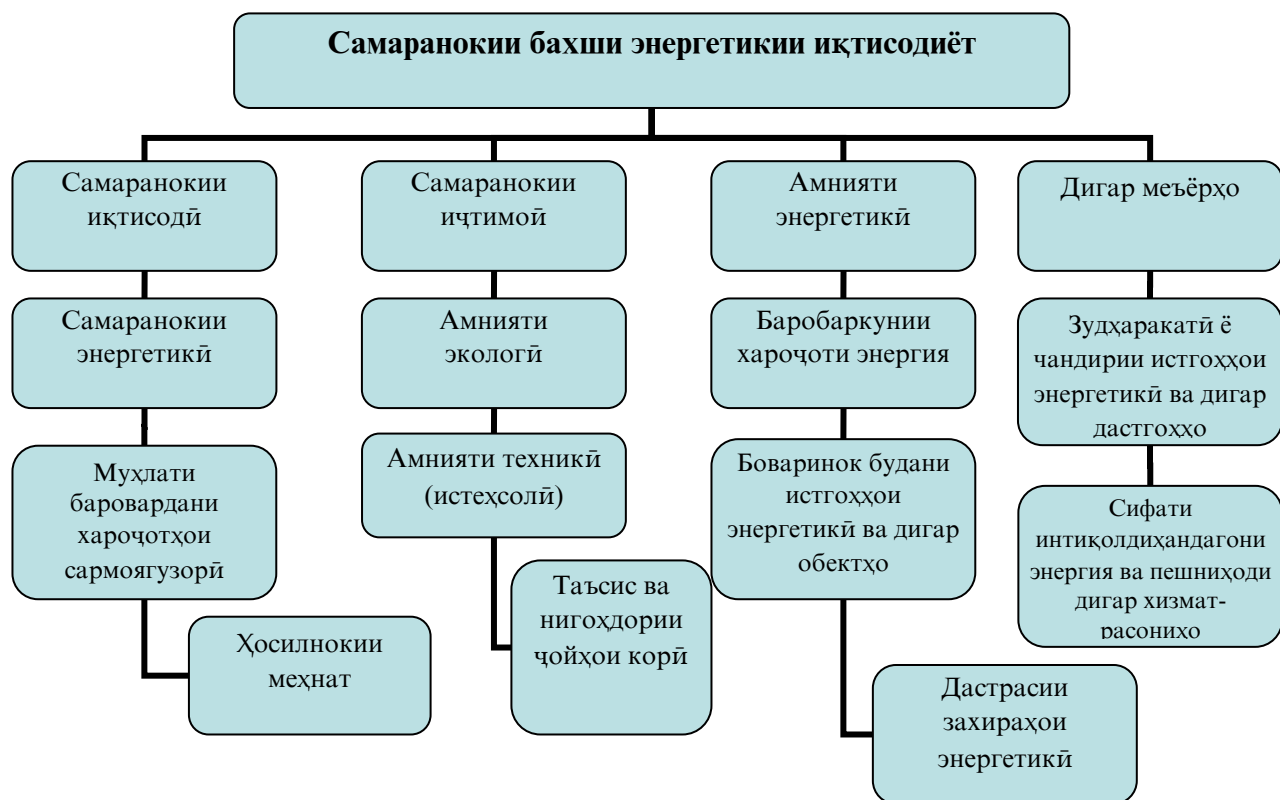 Самаранокии бахши энергетикии иқтисодиёт
Самаранокии
иқтисодӣ
Самаранокии
энергетикӣ
Муҳлати
баровардани
хароҷотҳои
сармоягузорӣ
Ҳосилнокии
меҳнат
Самаранокии
иҷтимоӣ
Амнияти
экологӣ
Амнияти техникӣ
(истеҳсолӣ)
Таъсис ва
нигоҳдории
ҷойҳои корӣ
Амнияти
энергетикӣ
Баробаркунии
хароҷоти энергия
Боваринок будани
истгоҳҳои
энергетикӣ ва дигар
обектҳо
Дастрасии
захираҳои
энергетикӣ
Дигар меъёрҳо
Зудҳаракатӣ ё
чандирии истгоҳҳои
энергетикӣ ва дигар
дастгоҳҳо
Сифати
интиқолдиҳандагони
энергия ва пешниҳоди
дигар хизмат-
расониҳо